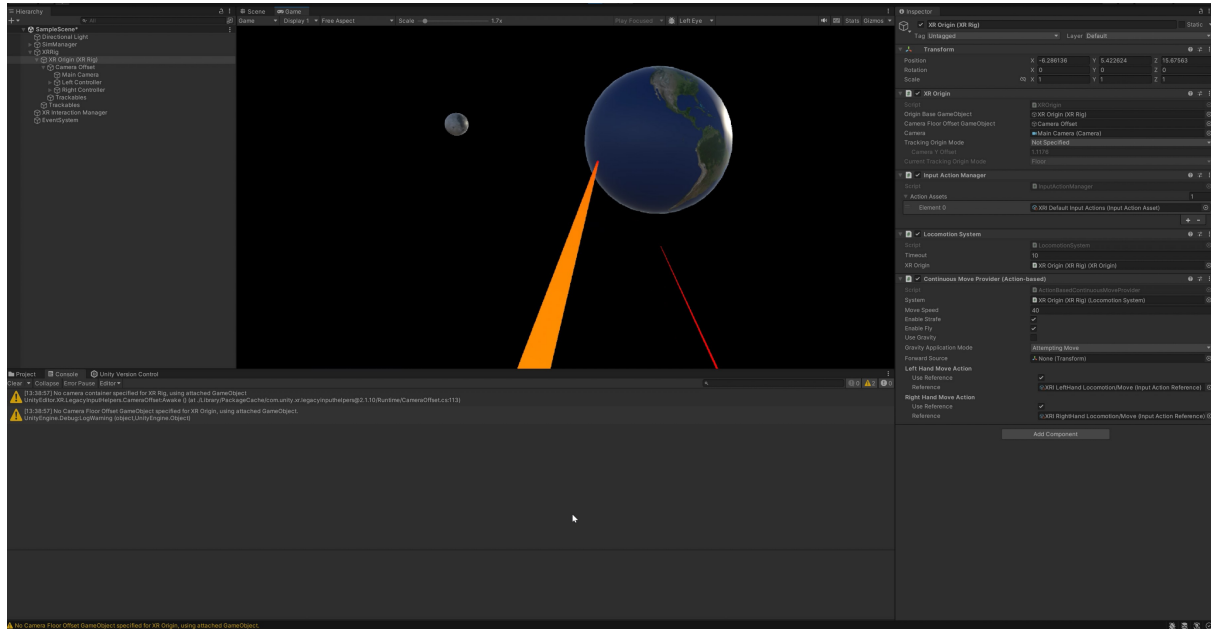 Hierarchy
All
SampleScene*
Directional Light
SimManager
XRRig
XR Origin (XR Rig)
Camera Offset
Main Camera
Left Controller
Right Controller
Trackables
Trackables
XR Interaction Manager
EventSystem
Scene Game
Game Display 1 Free Aspect Scale 1.7x Play Focused Left Eye Stats Gizmos
Inspector
XR Origin (XR Rig) Static
Tag Untagged Layer Default
Transform
Position X -6.286136 Y 5.422624 Z 15.67563
Rotation X 0 Y 0 Z 0
Scale X 1 Y 1 Z 1
XR Origin
Script XROrigin
Origin Base GameObject XR Origin (XR Rig)
Camera Floor Offset GameObject Camera Offset
Camera Main Camera (Camera)
Tracking Origin Mode Not Specified
Camera Y Offset 1.1176
Current Tracking Origin Mode Floor
Input Action Manager
Script InputActionManager
Action Assets 1
Element 0 XRI Default Input Actions (Input Action Asset)
+ -
Locomotion System
Script LocomotionSystem
Timeout 10
XR Origin XR Origin (XR Rig) (XR Origin)
Continuous Move Provider (Action-based)
Script ActionBasedContinuousMoveProvider
System XR Origin (XR Rig) (Locomotion System)
Move Speed 40
Enable Strafe
Enable Fly
Use Gravity
Gravity Application Mode Attempting Move
Forward Source None (Transform)
Left Hand Move Action
Use Reference
Reference XRI LeftHand Locomotion/Move (Input Action Reference)
Right Hand Move Action
Use Reference
Reference XRI RightHand Locomotion/Move (Input Action Reference)
Add Component
Project Console Unity Version Control
Clear Collapse Error Pause Editor 0 2 0
[13:38:57] No camera container specified for XR Rig, using attached GameObject
UnityEditor.XR.LegacyInputHelpers.CameraOffset:Awake () (at ./Library/PackageCache/com.unity.xr.legacyinputhelpers@2.1.10/Runtime/CameraOffset.cs:113)
[13:38:57] No Camera Floor Offset GameObject specified for XR Origin, using attached GameObject.
UnityEngine.Debug:LogWarning (object,UnityEngine.Object)
No Camera Floor Offset GameObject specified for XR Origin, using attached GameObject.